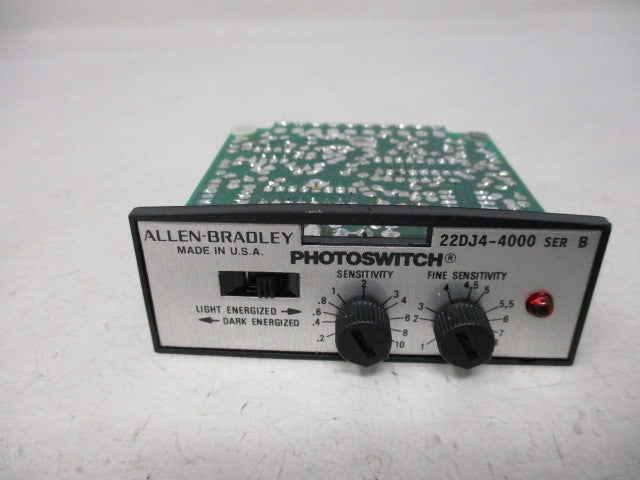 ALLEN-BRADLEY
MADE IN U.S.A.
22DJ4-4000 SER B
PHOTOSWITCH®
SENSITIVITY
.2 .4 .6 .8 1 2 3 4 6 8 10
FINE SENSITIVITY
1 2 3 4 4.5 5 5.5 6
LIGHT ENERGIZED →
← DARK ENERGIZED